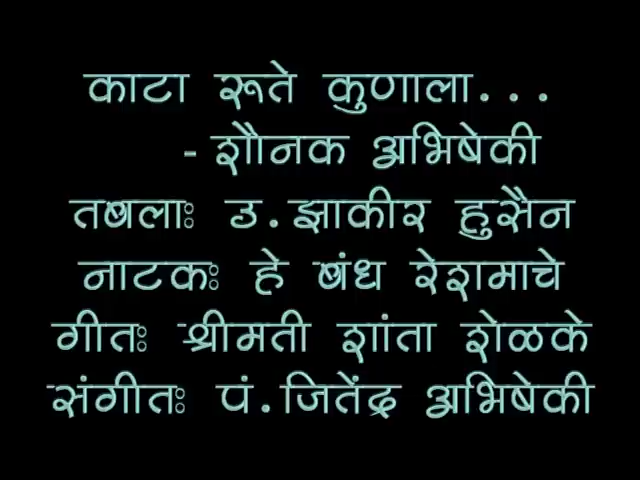 काटा रूते कुणाला...
- शौनक अभिषेकी
तबलाः उ.झाकीर हुसैन
नाटकः हे बंध रेशमाचे
गीतः श्रीमती शांता शेळके
संगीतः पं.जितेंद्र अभिषेकी